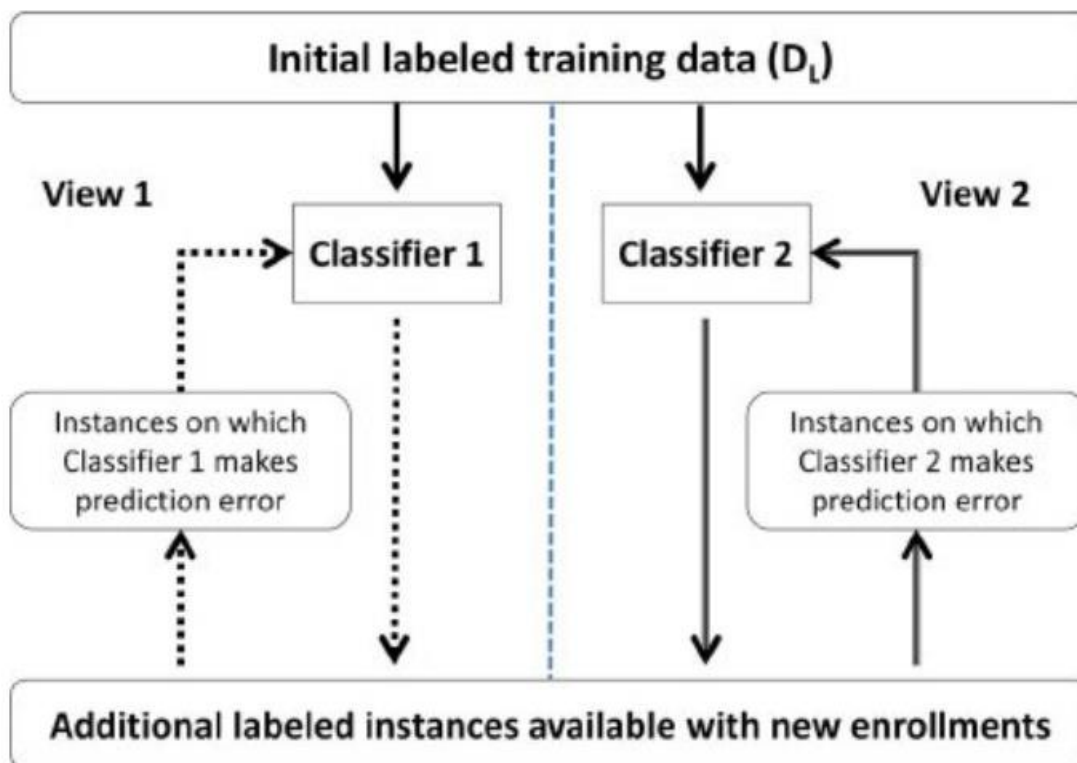 Initial labeled training data (D_L)
View 1
View 2
Classifier 1
Classifier 2
Instances on which
Classifier 1 makes
prediction error
Instances on which
Classifier 2 makes
prediction error
Additional labeled instances available with new enrollments